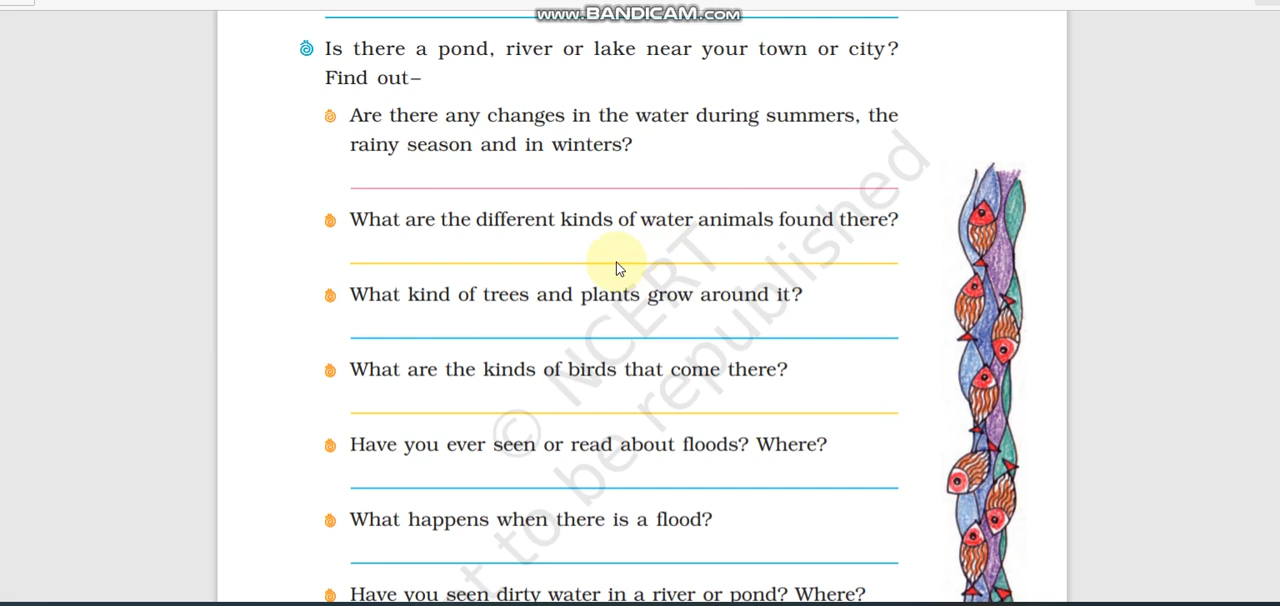 www.BANDICAM.com
Is there a pond, river or lake near your town or city?
Find out–
Are there any changes in the water during summers, the
rainy season and in winters?
What are the different kinds of water animals found there?
What kind of trees and plants grow around it?
What are the kinds of birds that come there?
Have you ever seen or read about floods? Where?
What happens when there is a flood?
Have you seen dirty water in a river or pond? Where?
© NCERT
t to be republished